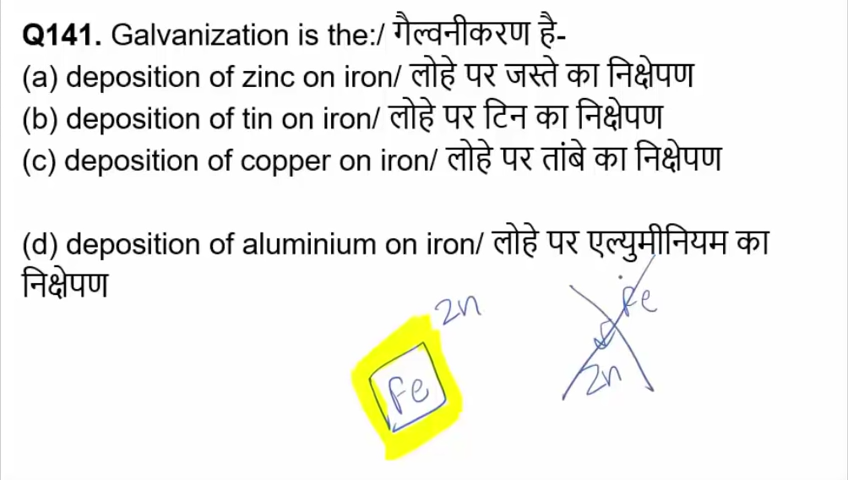 Q141. Galvanization is the:/ गैल्वनीकरण है-
(a) deposition of zinc on iron/ लोहे पर जस्ते का निक्षेपण
(b) deposition of tin on iron/ लोहे पर टिन का निक्षेपण
(c) deposition of copper on iron/ लोहे पर तांबे का निक्षेपण
(d) deposition of aluminium on iron/ लोहे पर एल्युमीनियम का
निक्षेपण
Zn
Fe
Fe
Zn